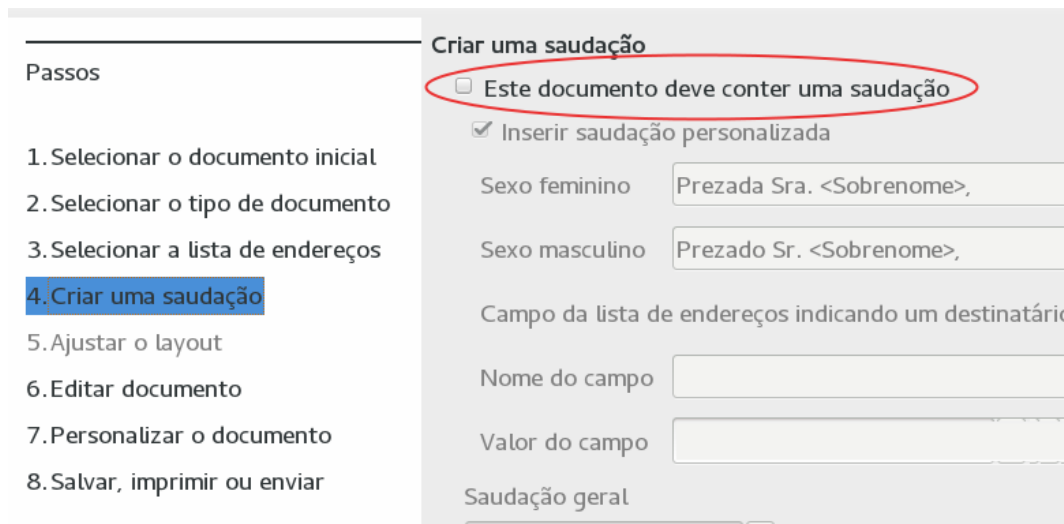 Passos
1. Selecionar o documento inicial
2. Selecionar o tipo de documento
3. Selecionar a lista de endereços
4. Criar uma saudação
5. Ajustar o layout
6. Editar documento
7. Personalizar o documento
8. Salvar, imprimir ou enviar
Criar uma saudação
Este documento deve conter uma saudação
Inserir saudação personalizada
Sexo feminino Prezada Sra. <Sobrenome>,
Sexo masculino Prezado Sr. <Sobrenome>,
Campo da lista de endereços indicando um destinatário
Nome do campo
Valor do campo
Saudação geral